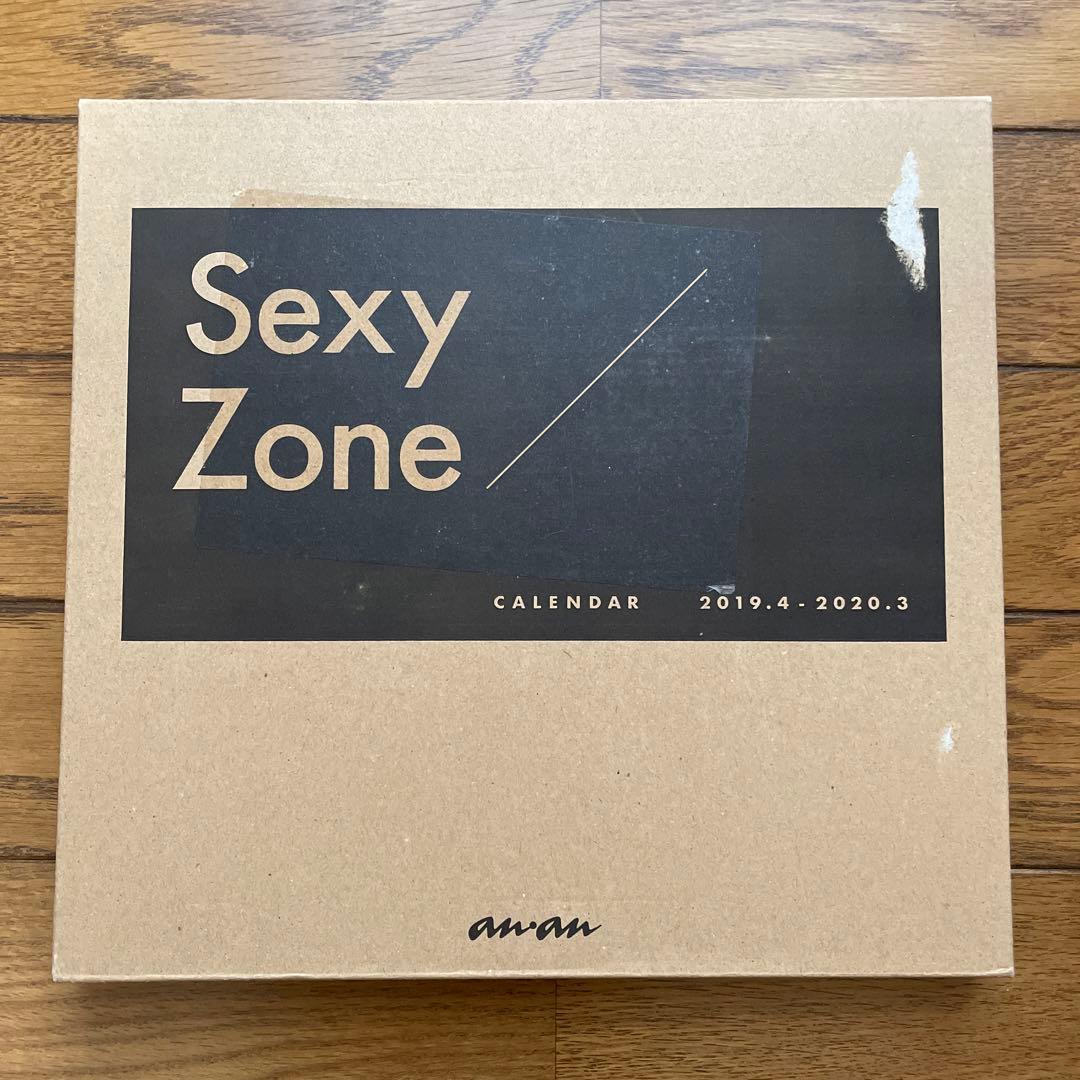 Sexy
Zone
CALENDAR 2019.4-2020.3
an·an